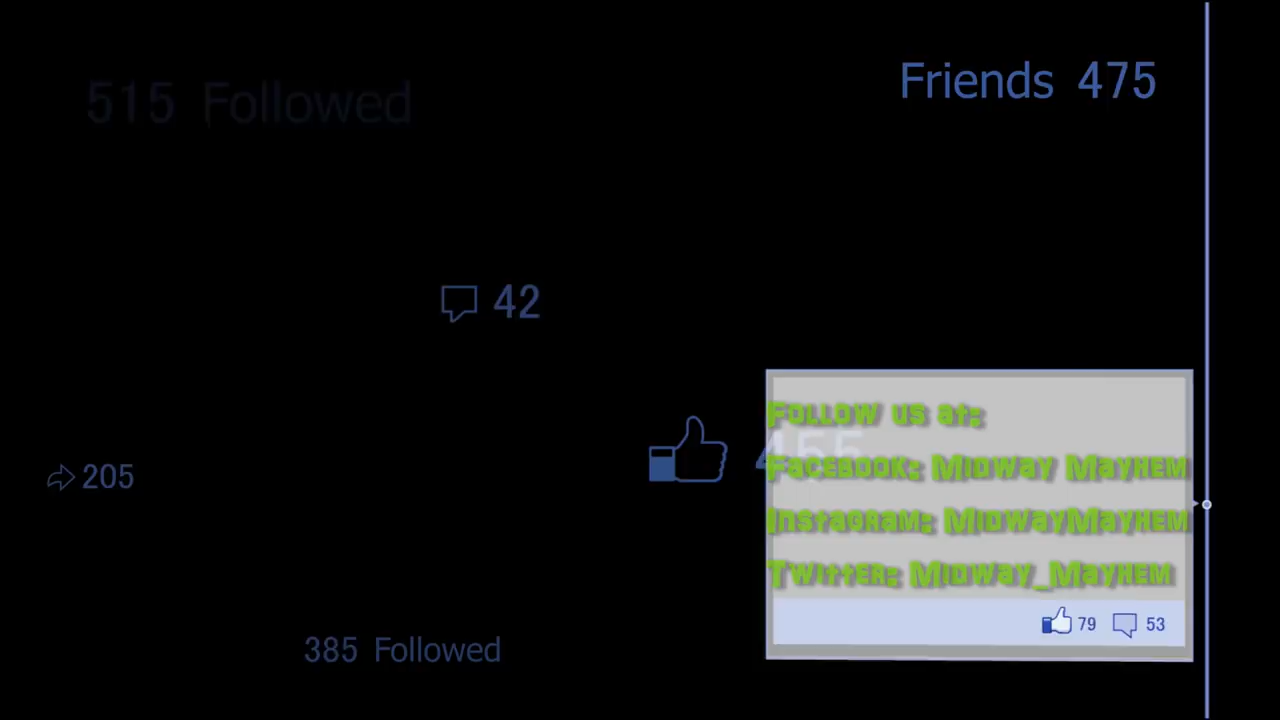 515 Followed
Friends 475
42
455
205
Follow us at:
Facebook: Midway Mayhem
Instagram: MidwayMayhem
Twitter: Midway_Mayhem
79 53
385 Followed